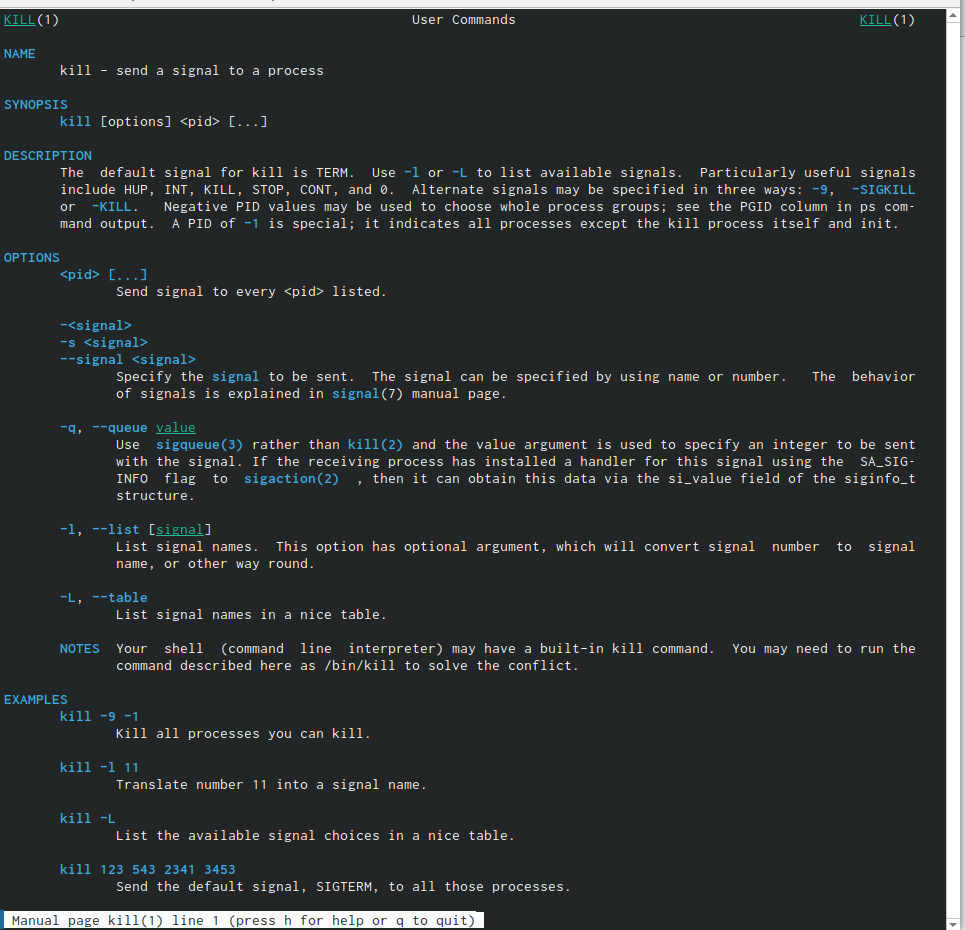 KILL(1) User Commands KILL(1)
NAME
kill - send a signal to a process
SYNOPSIS
kill [options] <pid> [...]
DESCRIPTION
The default signal for kill is TERM. Use -l or -L to list available signals. Particularly useful signals
include HUP, INT, KILL, STOP, CONT, and 0. Alternate signals may be specified in three ways: -9, -SIGKILL
or -KILL. Negative PID values may be used to choose whole process groups; see the PGID column in ps com-
mand output. A PID of -1 is special; it indicates all processes except the kill process itself and init.
OPTIONS
<pid> [...]
Send signal to every <pid> listed.
-<signal>
-s <signal>
--signal <signal>
Specify the signal to be sent. The signal can be specified by using name or number. The behavior
of signals is explained in signal(7) manual page.
-q, --queue value
Use sigqueue(3) rather than kill(2) and the value argument is used to specify an integer to be sent
with the signal. If the receiving process has installed a handler for this signal using the SA_SIG-
INFO flag to sigaction(2) , then it can obtain this data via the si_value field of the siginfo_t
structure.
-l, --list [signal]
List signal names. This option has optional argument, which will convert signal number to signal
name, or other way round.
-L, --table
List signal names in a nice table.
NOTES Your shell (command line interpreter) may have a built-in kill command. You may need to run the
command described here as /bin/kill to solve the conflict.
EXAMPLES
kill -9 -1
Kill all processes you can kill.
kill -l 11
Translate number 11 into a signal name.
kill -L
List the available signal choices in a nice table.
kill 123 543 2341 3453
Send the default signal, SIGTERM, to all those processes.
Manual page kill(1) line 1 (press h for help or q to quit)